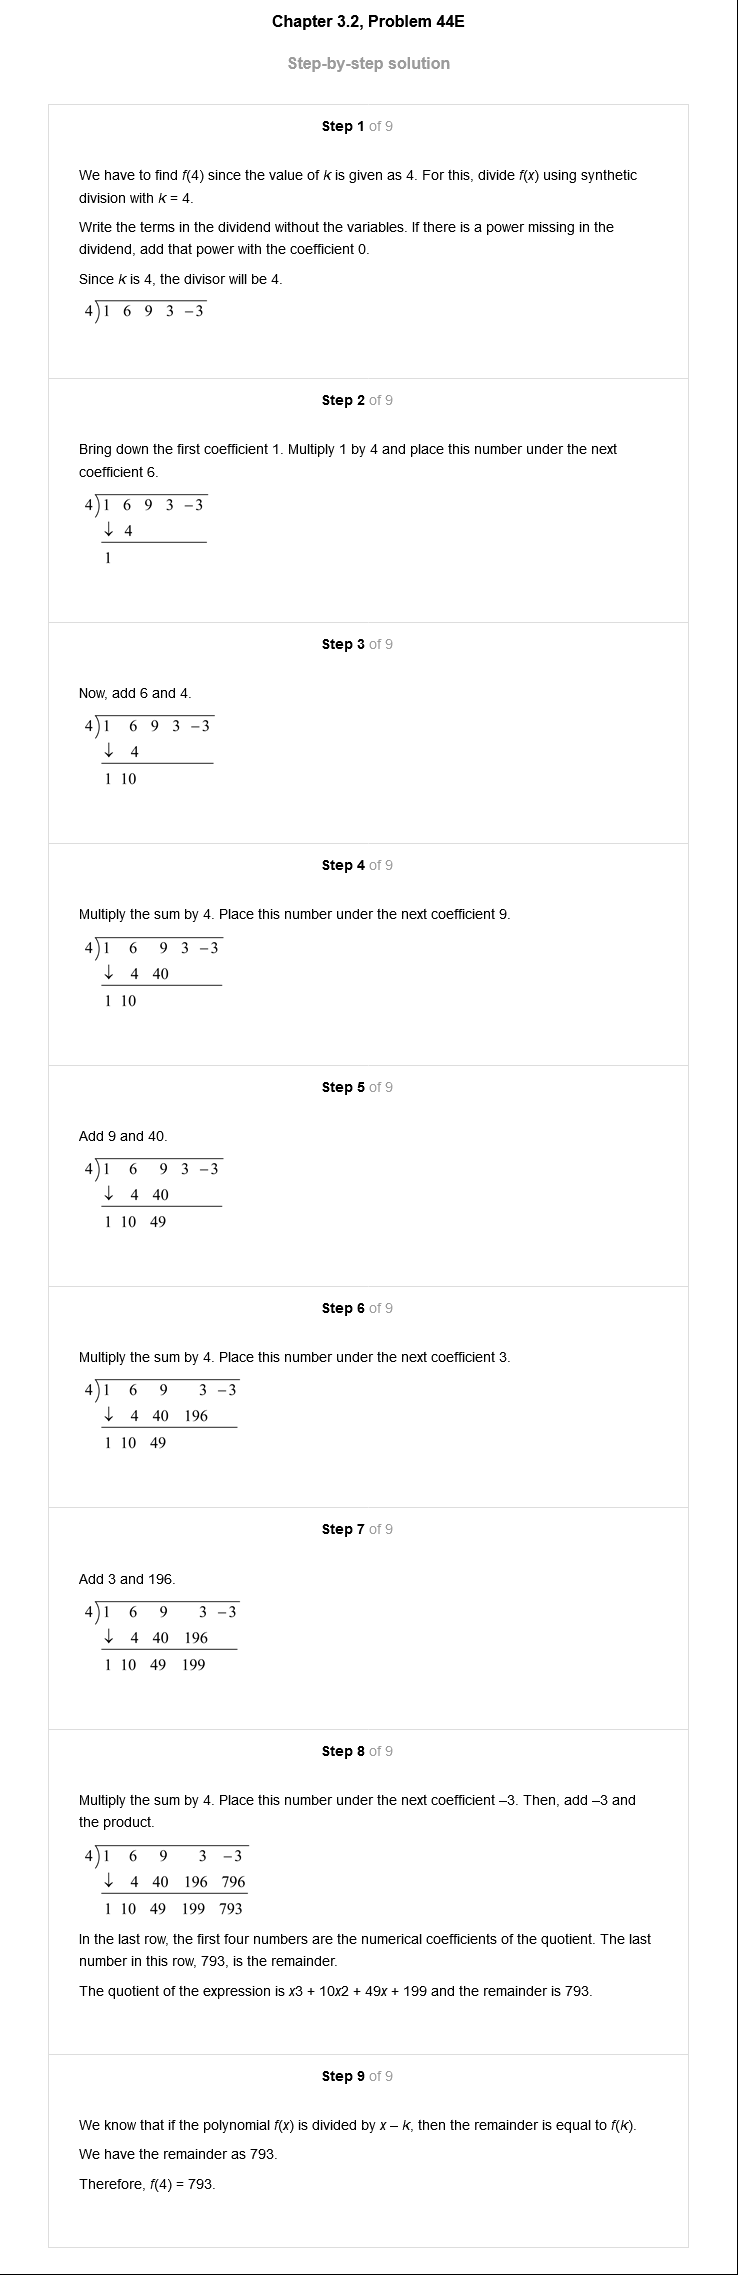 Chapter 3.2, Problem 44E
Step-by-step solution
Step 1 of 9
We have to find f(4) since the value of k is given as 4. For this, divide f(x) using synthetic
division with k = 4.
Write the terms in the dividend without the variables. If there is a power missing in the
dividend, add that power with the coefficient 0.
Since k is 4, the divisor will be 4.
4)1 6 9 3 −3
Step 2 of 9
Bring down the first coefficient 1. Multiply 1 by 4 and place this number under the next
coefficient 6.
4)1 6 9 3 −3
↓ 4
1
Step 3 of 9
Now, add 6 and 4.
4)1 6 9 3 −3
↓ 4
1 10
Step 4 of 9
Multiply the sum by 4. Place this number under the next coefficient 9.
4)1 6 9 3 −3
↓ 4 40
1 10
Step 5 of 9
Add 9 and 40.
4)1 6 9 3 −3
↓ 4 40
1 10 49
Step 6 of 9
Multiply the sum by 4. Place this number under the next coefficient 3.
4)1 6 9 3 −3
↓ 4 40 196
1 10 49
Step 7 of 9
Add 3 and 196.
4)1 6 9 3 −3
↓ 4 40 196
1 10 49 199
Step 8 of 9
Multiply the sum by 4. Place this number under the next coefficient –3. Then, add –3 and
the product.
4)1 6 9 3 −3
↓ 4 40 196 796
1 10 49 199 793
In the last row, the first four numbers are the numerical coefficients of the quotient. The last
number in this row, 793, is the remainder.
The quotient of the expression is x3 + 10x2 + 49x + 199 and the remainder is 793.
Step 9 of 9
We know that if the polynomial f(x) is divided by x – k, then the remainder is equal to f(k).
We have the remainder as 793.
Therefore, f(4) = 793.